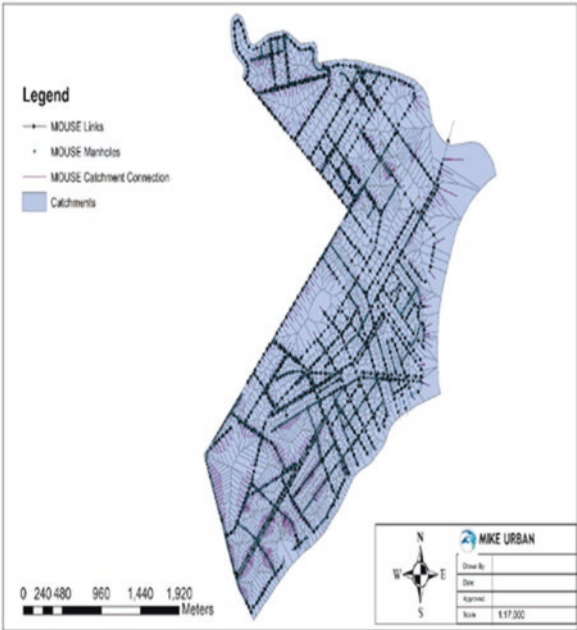 Legend
MOUSE Links
MOUSE Manholes
MOUSE Catchment Connection
Catchments
0 240 480 960 1,440 1,920
Meters
N
W E
S
MIKE URBAN
Drawn By
Date
Approved
Scale 1:17,000